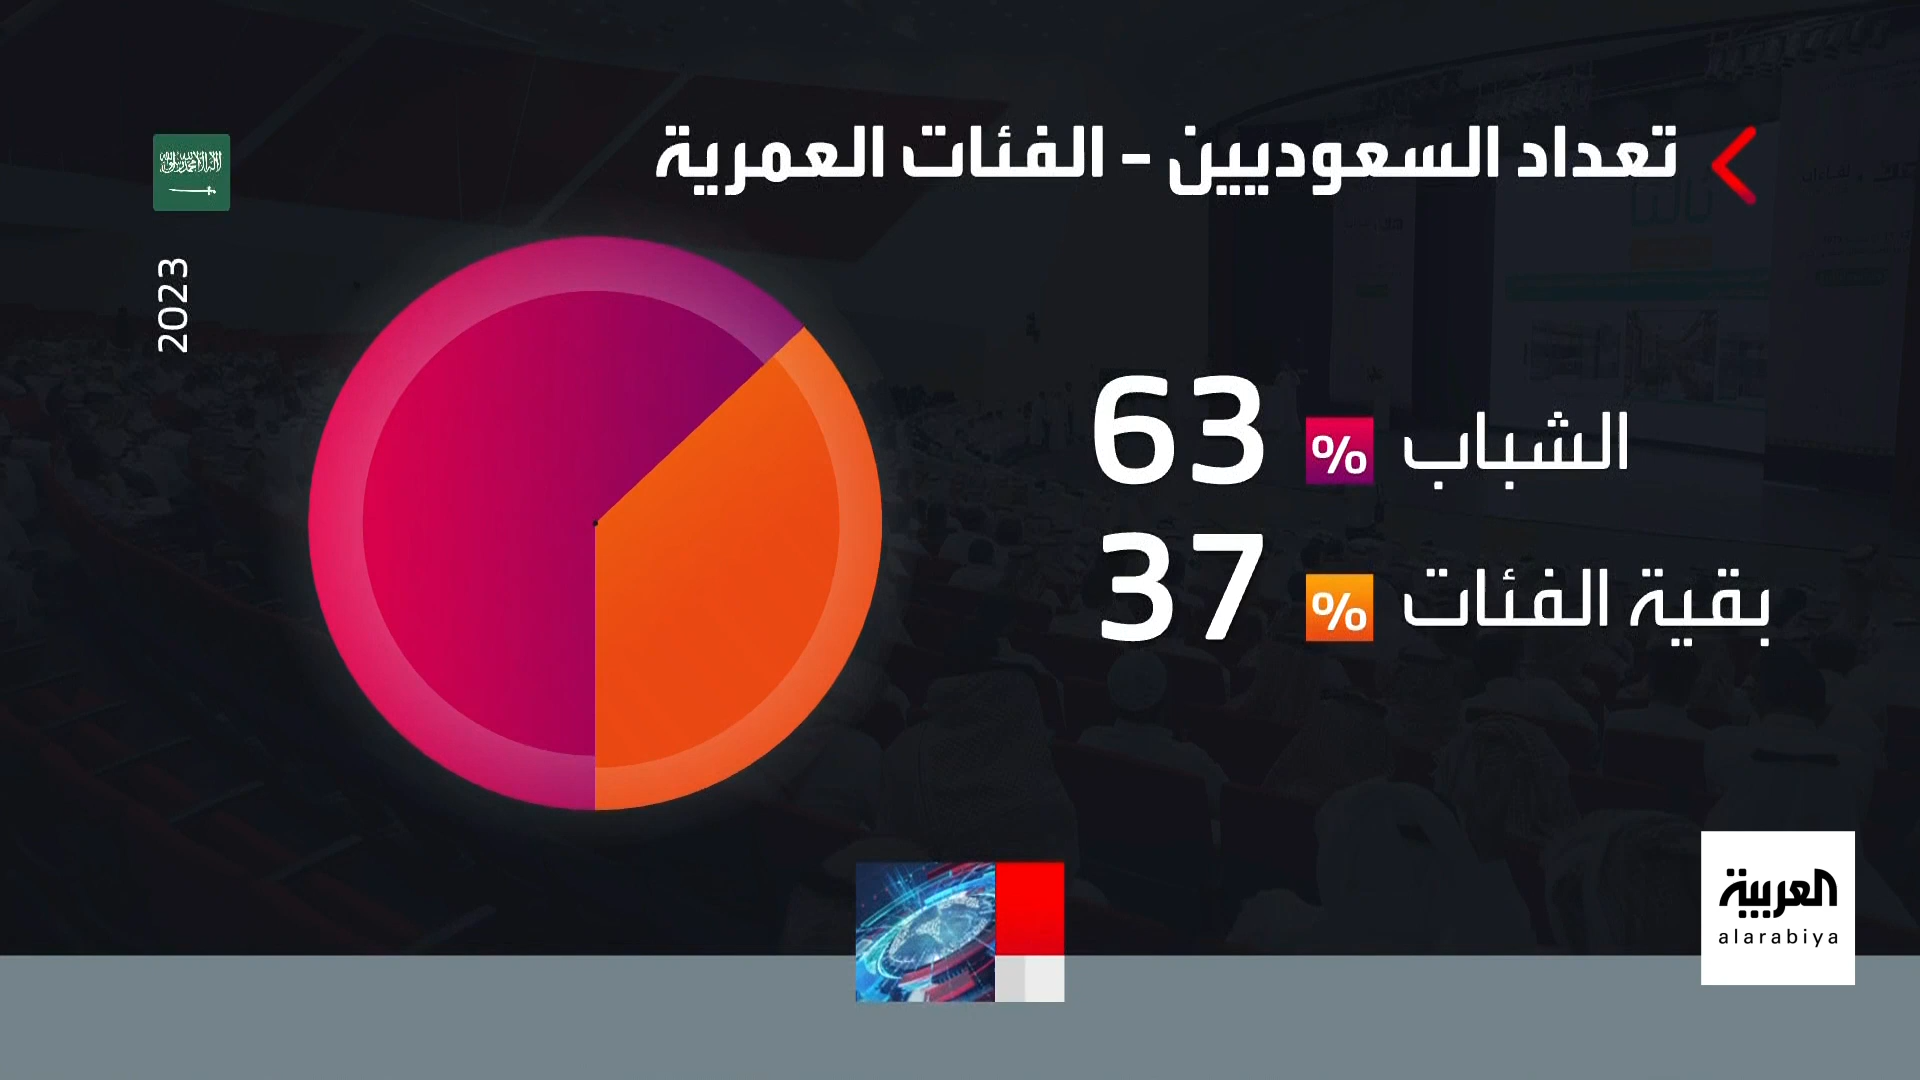 تعداد السعوديين - الفئات العمرية
2023
الشباب % 63
بقية الفئات % 37
العربية
alarabiya